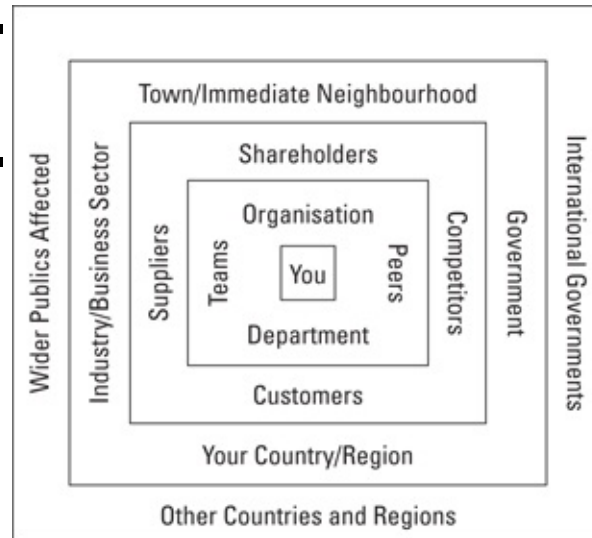 Town/Immediate Neighbourhood
Shareholders
Organisation
Wider Publics Affected
Industry/Business Sector
Suppliers
Teams
You
Peers
Competitors
Government
International Governments
Department
Customers
Your Country/Region
Other Countries and Regions